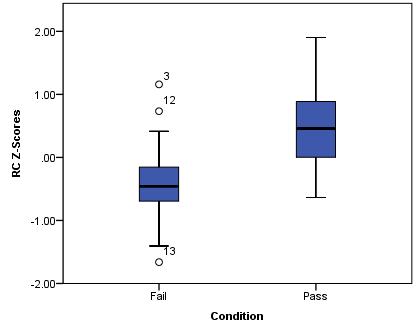 2.00
1.00
.00
-1.00
-2.00
RC Z-Scores
3
12
13
Fail
Pass
Condition